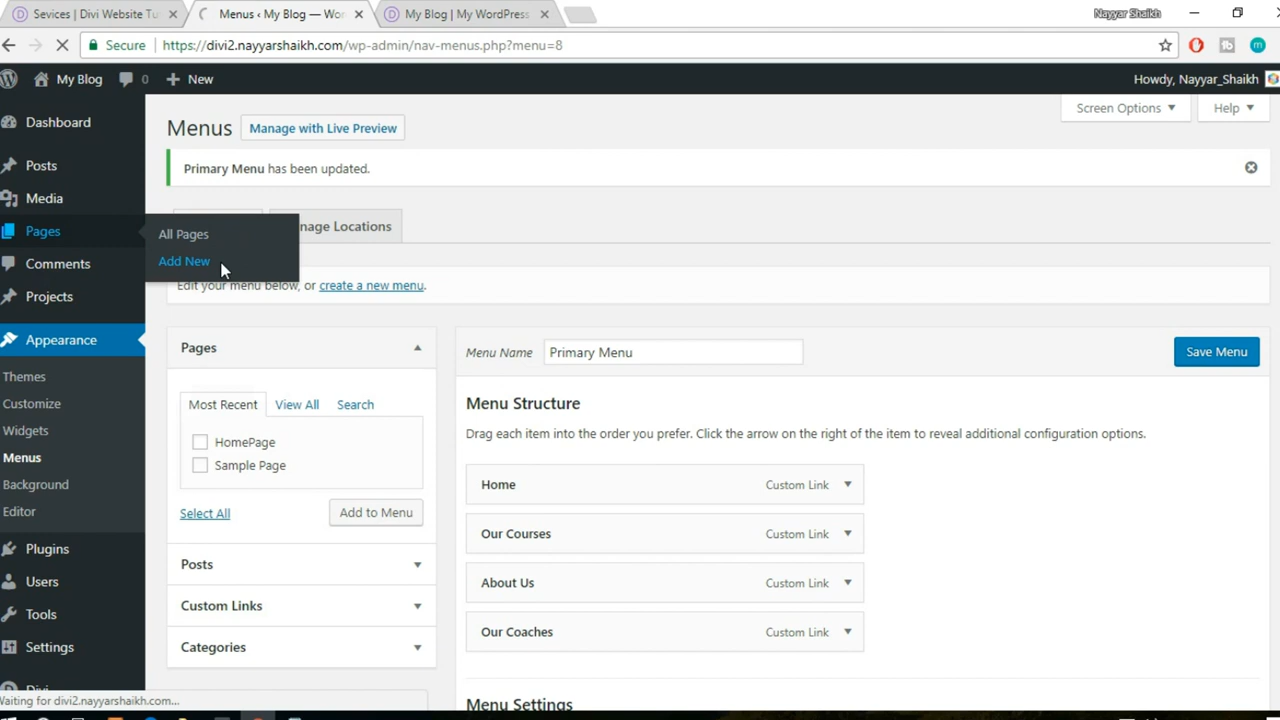 Sevices | Divi Website Tu
Menus ‹ My Blog — Wor
My Blog | My WordPress
Nayyar Shaikh
Secure
https://divi2.nayyarshaikh.com/wp-admin/nav-menus.php?menu=8
My Blog
0
New
Howdy, Nayyar_Shaikh
Dashboard
Posts
Media
Pages
Comments
Projects
Appearance
Themes
Customize
Widgets
Menus
Background
Editor
Plugins
Users
Tools
Settings
Divi
All Pages
Add New
Screen Options
Help
Menus
Manage with Live Preview
Primary Menu has been updated.
nage Locations
Edit your menu below, or create a new menu.
Pages
Most Recent
View All
Search
HomePage
Sample Page
Select All
Add to Menu
Posts
Custom Links
Categories
Menu Name
Primary Menu
Save Menu
Menu Structure
Drag each item into the order you prefer. Click the arrow on the right of the item to reveal additional configuration options.
Home Custom Link
Our Courses Custom Link
About Us Custom Link
Our Coaches Custom Link
Menu Settings
Waiting for divi2.nayyarshaikh.com...